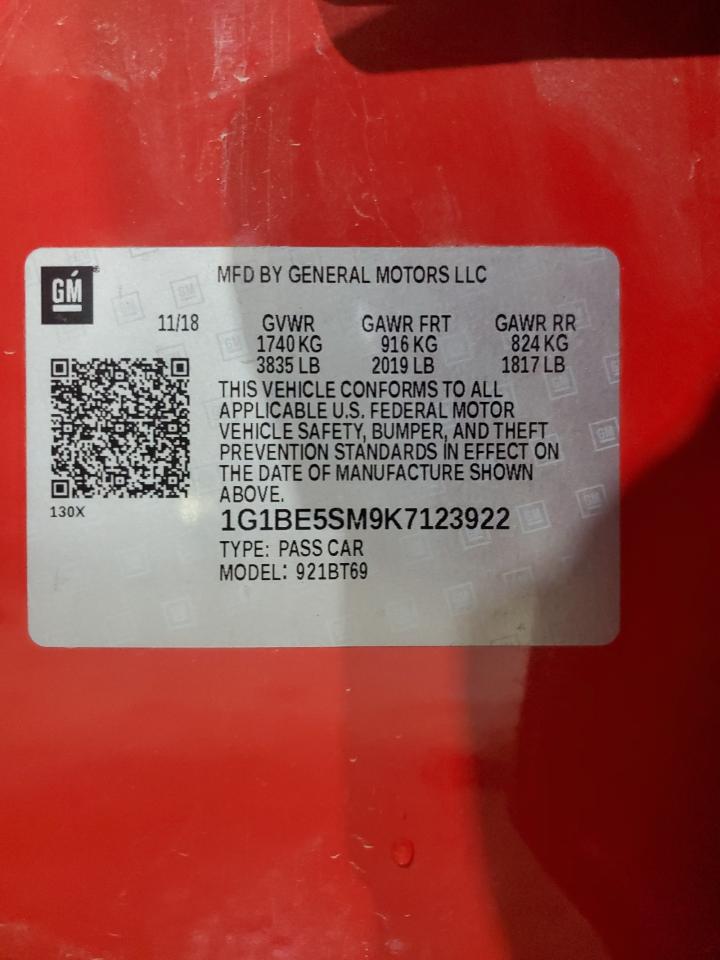 GM
MFD BY GENERAL MOTORS LLC
11/18 GVWR GAWR FRT GAWR RR
1740 KG 916 KG 824 KG
3835 LB 2019 LB 1817 LB
THIS VEHICLE CONFORMS TO ALL
APPLICABLE U.S. FEDERAL MOTOR
VEHICLE SAFETY, BUMPER, AND THEFT
PREVENTION STANDARDS IN EFFECT ON
THE DATE OF MANUFACTURE SHOWN
ABOVE.
130X
1G1BE5SM9K7123922
TYPE: PASS CAR
MODEL: 921BT69